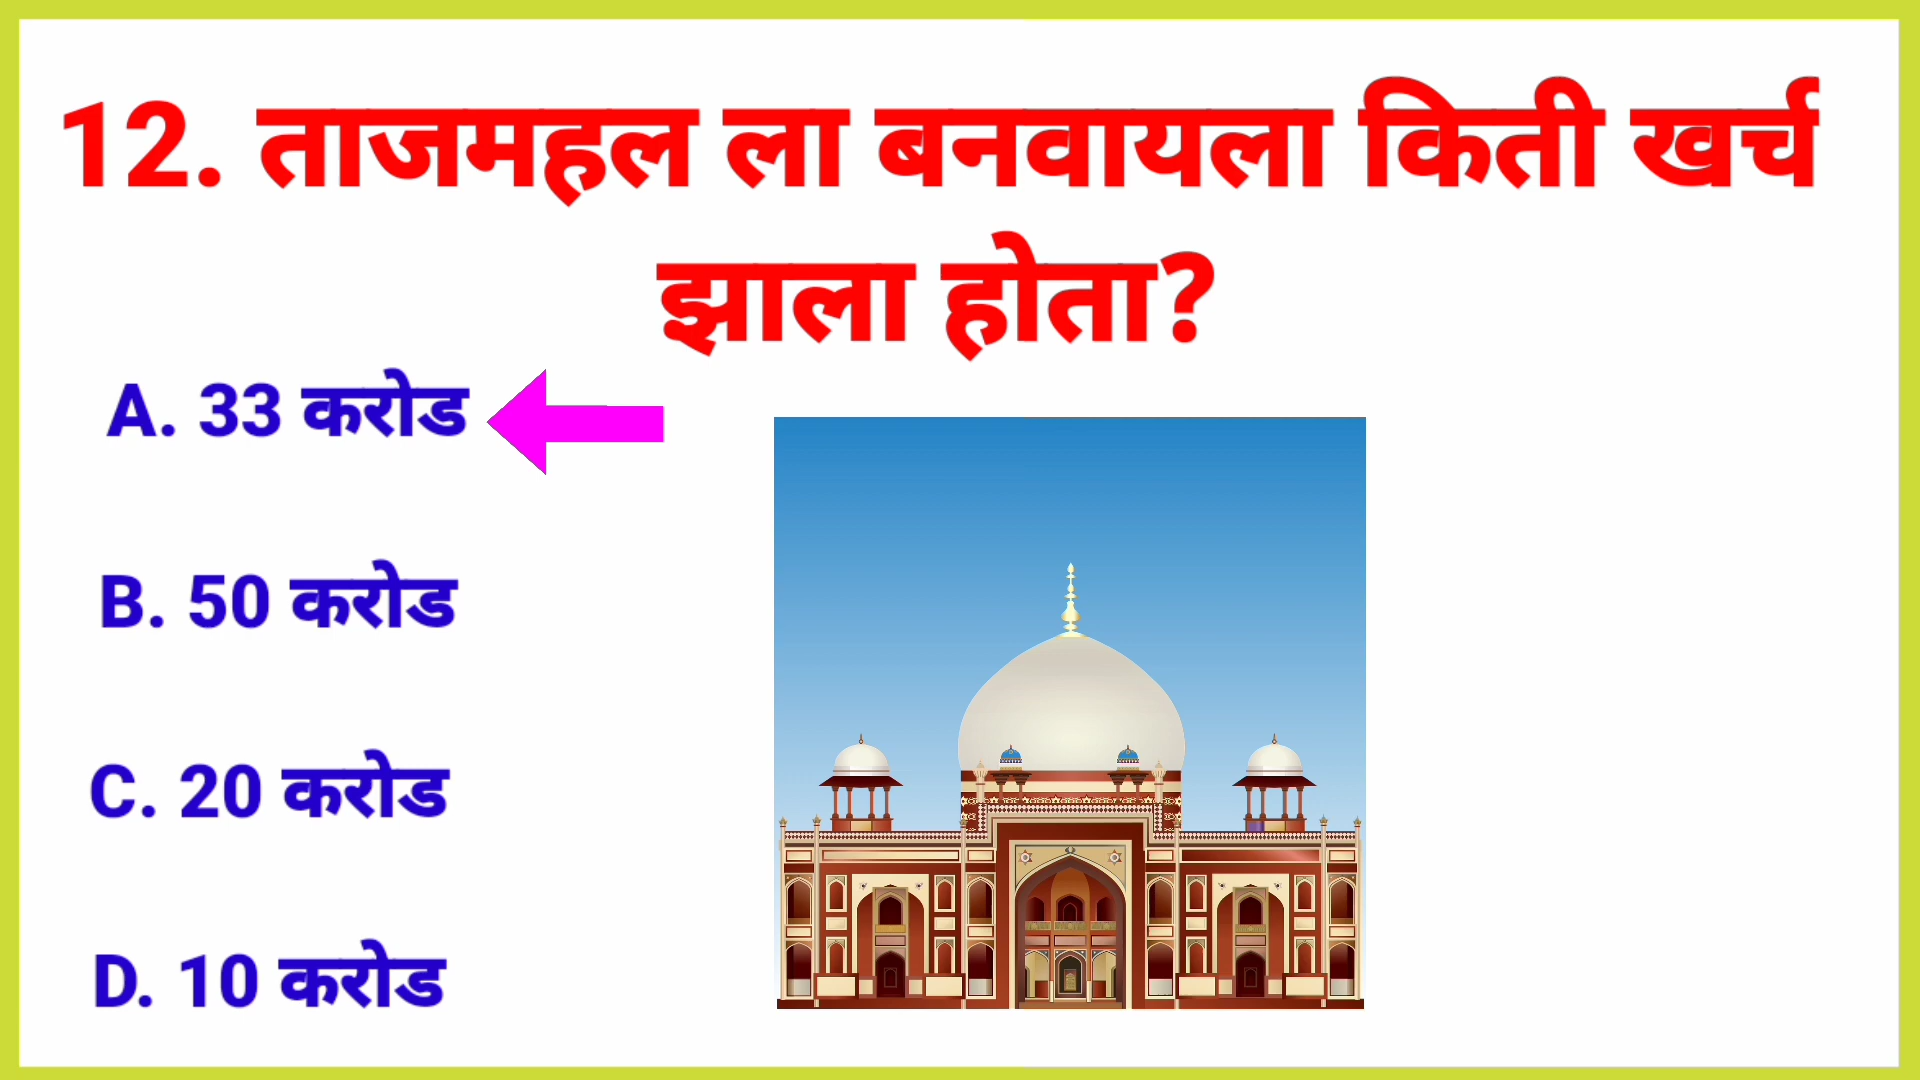 12. ताजमहल ला बनवायला किती खर्च
झाला होता?
A. 33 करोड
B. 50 करोड
C. 20 करोड
D. 10 करोड